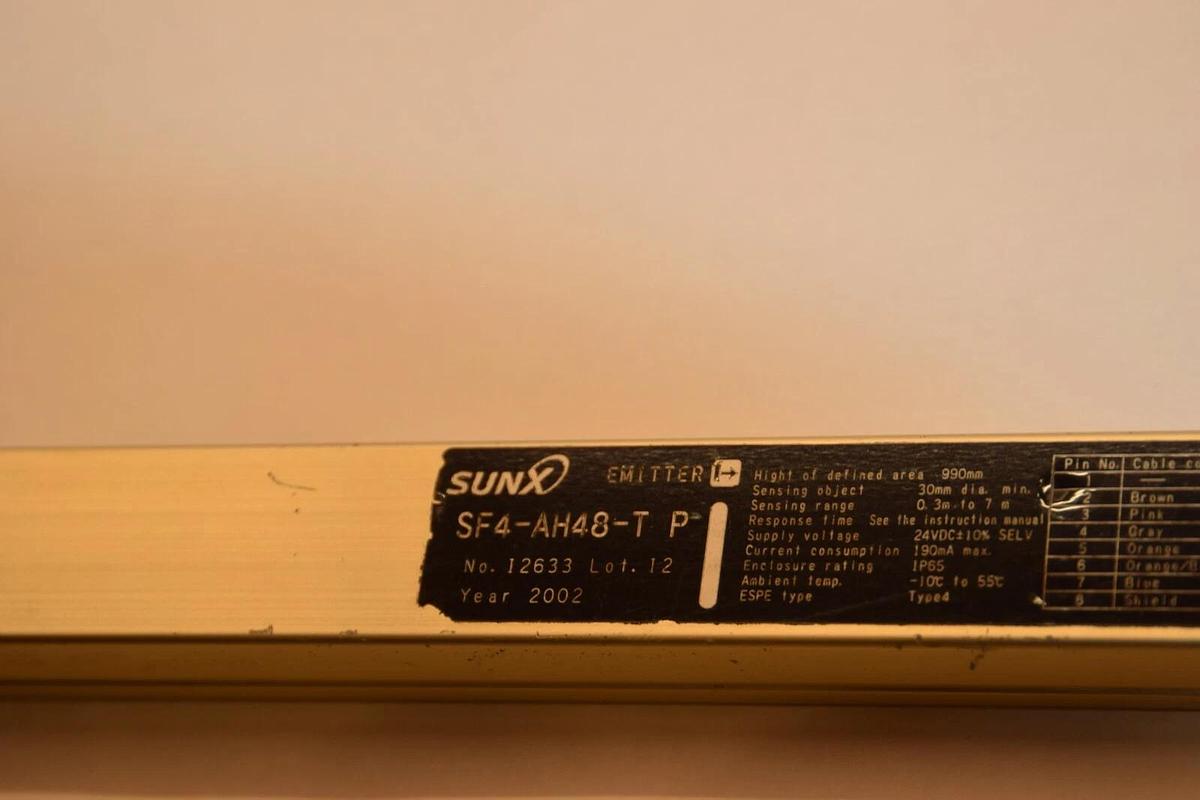 SUNX EMITTER
SF4-AH48-T P
No. 12633 Lot. 12
Year 2002
Hight of defined area 990mm
Sensing object 30mm dia. min.
Sensing range 0.3m to 7 m
Response time See the instruction manual
Supply voltage 24VDC±10% SELV
Current consumption 190mA max.
Enclosure rating IP65
Ambient temp. -10℃ to 55℃
ESPE type Type4
Pin No. Cable c
—
2 Brown
3 Pink
4 Gray
5 Orange
6 Orange/B
7 Blue
8 Shield